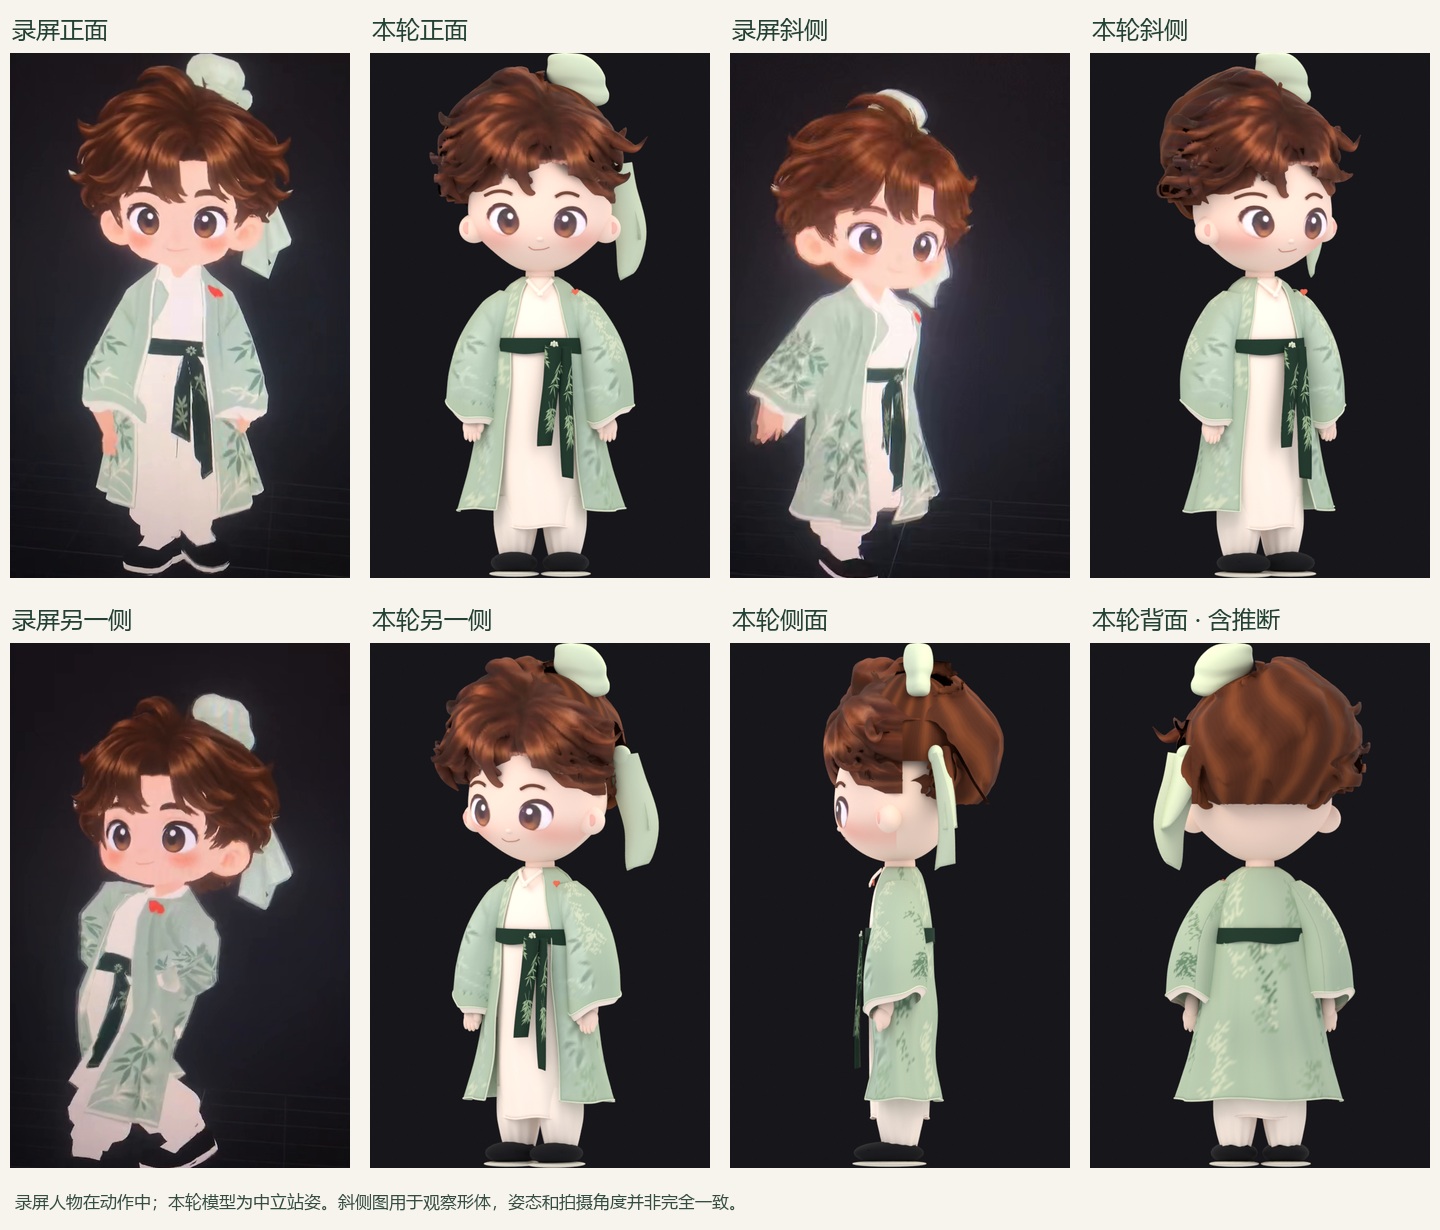 录屏正面
本轮正面
录屏斜侧
本轮斜侧
录屏另一侧
本轮另一侧
本轮侧面
本轮背面 · 含推断
录屏人物在动作中；本轮模型为中立站姿。斜侧图用于观察形体，姿态和拍摄角度并非完全一致。